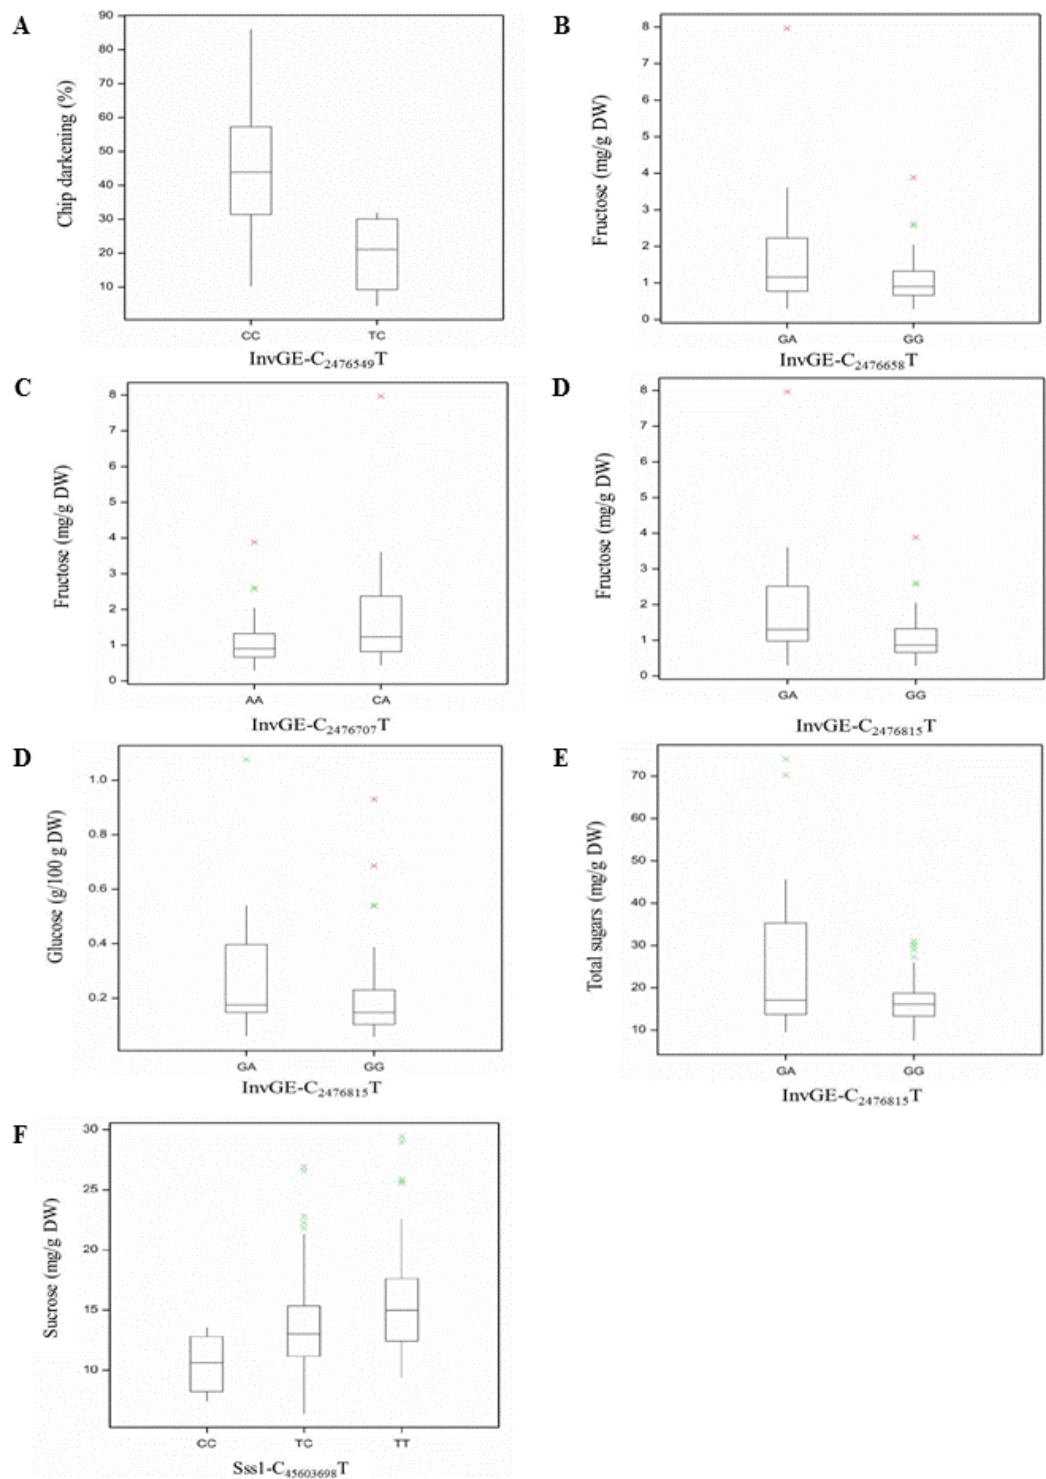 A
Chip darkening (%)
90
80
70
60
50
40
30
20
10
CC TC
InvGE-C2476549T
B
Fructose (mg/g DW)
8
7
6
5
4
3
2
1
0
GA GG
InvGE-C2476658T
C
Fructose (mg/g DW)
8
7
6
5
4
3
2
1
0
AA CA
InvGE-C2476707T
D
Fructose (mg/g DW)
8
7
6
5
4
3
2
1
0
GA GG
InvGE-C2476815T
D
Glucose (g/100 g DW)
1.0
0.8
0.6
0.4
0.2
GA GG
InvGE-C2476815T
E
Total sugars (mg/g DW)
70
60
50
40
30
20
10
GA GG
InvGE-C2476815T
F
Sucrose (mg/g DW)
30
25
20
15
10
CC TC TT
Sss1-C45603698T